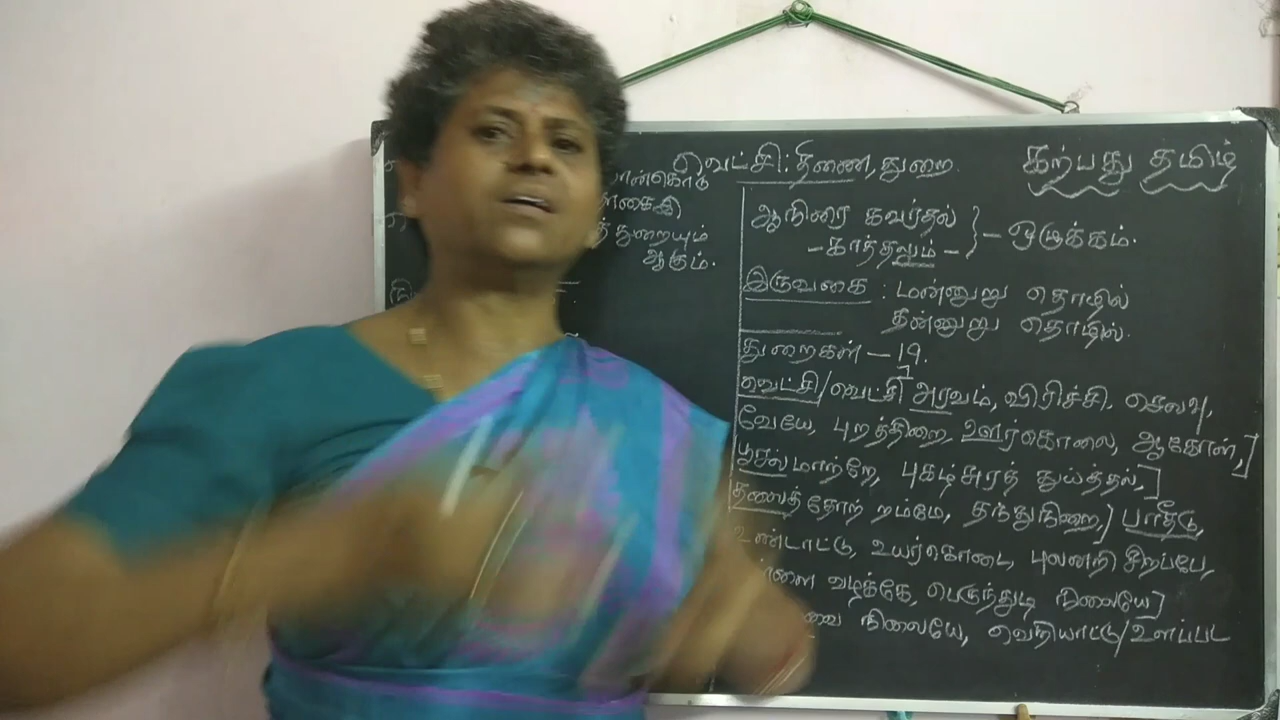 வெட்சி: திணை, துறை.
கற்பது தமிழ்
துறையும்
ஆகும்.
ஆநிரை கவர்தல் } – ஒழுக்கம்.
– காத்தலும் –
இருவகை : மன்னுறு தொழில்
தன்னுறு தொழில்.
துறைகள் – 19.
வெட்சி/வெட்சி அரவம், விரிச்சி, செலவு,
வேயே, புறத்திறை, ஊர்கொலை, ஆகோள்,]
பூசல்மாற்றே, புகழ்சுரத் துய்த்தல்,]
தலைத்தோற் றம்மே, தந்துநிறை,] பாதீடு,
உண்டாட்டு, உயர்கொடை, புலனறி சிறப்பே,
வழக்கே, பெருந்துடி நிலையே]
நிலையே, வெறியாட்டு/உளப்பட